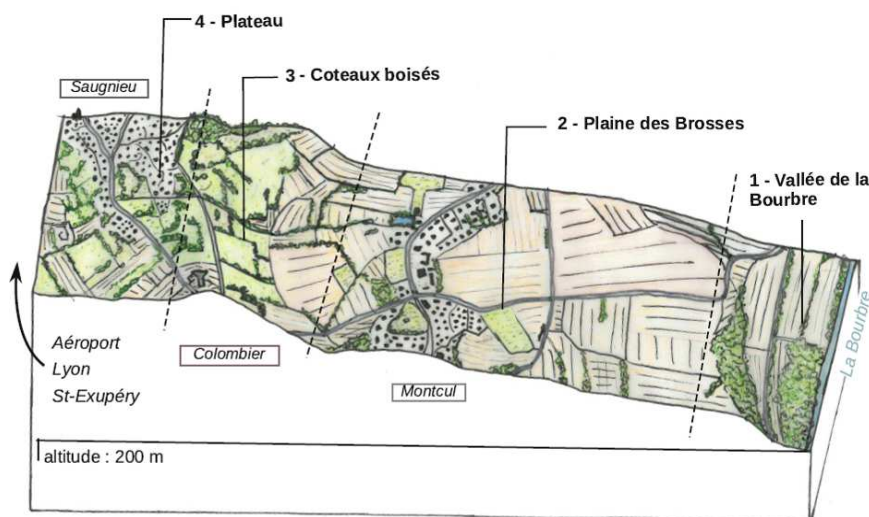 4 - Plateau
Saugnieu
3 - Coteaux boisés
2 - Plaine des Brosses
1 - Vallée de la
Bourbre
La Bourbre
Aéroport
Lyon
St-Exupéry
Colombier
Montcul
altitude : 200 m